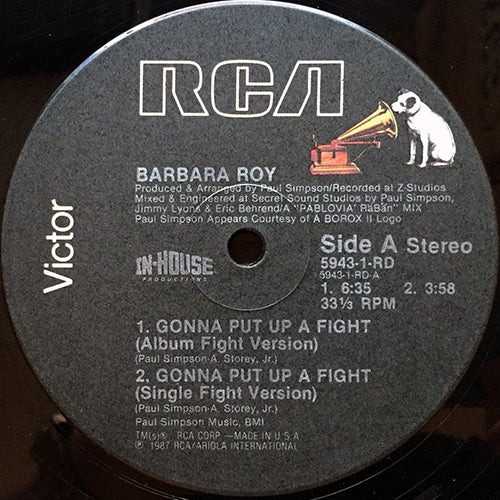 RCA
Victor
BARBARA ROY
Produced & Arranged by Paul Simpson/Recorded at Z-Studios
Mixed & Engineered at Secret Sound Studios by Paul Simpson,
Jimmy Lyons & Eric Behrend/A "PABLOVIA' RäBän" MIX
Paul Simpson Appears Courtesy of A BOROX II Logo
IN-HOUSE
PRODUCTIONS
Side A Stereo
5943-1-RD
5943-1-RD-A
1. 6:35 2. 3:58
33⅓ RPM
1. GONNA PUT UP A FIGHT
(Album Fight Version)
(Paul Simpson-A. Storey, Jr.)
2. GONNA PUT UP A FIGHT
(Single Fight Version)
(Paul Simpson-A. Storey, Jr.)
Paul Simpson Music, BMI
TM(s)® RCA CORP. —MADE IN U.S.A
℗ 1987 RCA/ARIOLA INTERNATIONAL